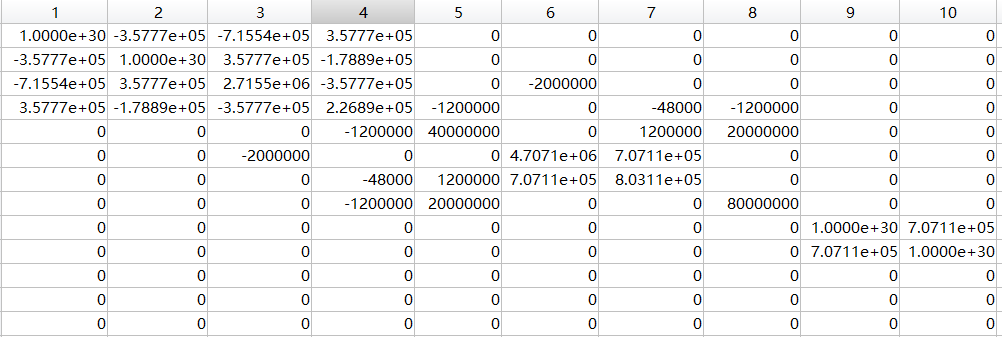 1 2 3 4 5 6 7 8 9 10
1.0000e+30 -3.5777e+05 -7.1554e+05 3.5777e+05 0 0 0 0 0 0
-3.5777e+05 1.0000e+30 3.5777e+05 -1.7889e+05 0 0 0 0 0 0
-7.1554e+05 3.5777e+05 2.7155e+06 -3.5777e+05 0 -2000000 0 0 0 0
3.5777e+05 -1.7889e+05 -3.5777e+05 2.2689e+05 -1200000 0 -48000 -1200000 0 0
0 0 0 -1200000 40000000 0 1200000 20000000 0 0
0 0 -2000000 0 0 4.7071e+06 7.0711e+05 0 0 0
0 0 0 -48000 1200000 7.0711e+05 8.0311e+05 0 0 0
0 0 0 -1200000 20000000 0 0 80000000 0 0
0 0 0 0 0 0 0 0 1.0000e+30 7.0711e+05
0 0 0 0 0 0 0 0 7.0711e+05 1.0000e+30
0 0 0 0 0 0 0 0 0 0
0 0 0 0 0 0 0 0 0 0
0 0 0 0 0 0 0 0 0 0